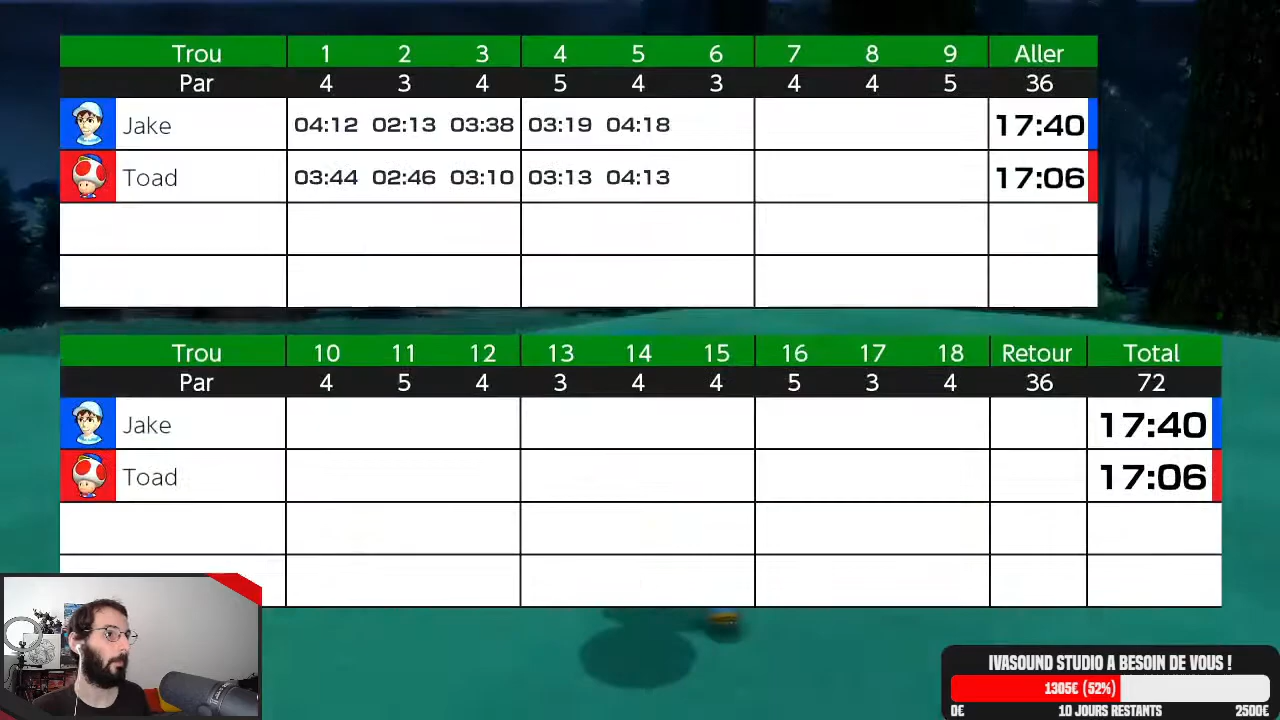 Trou 1 2 3 4 5 6 7 8 9 Aller
Par 4 3 4 5 4 3 4 4 5 36
Jake 04:12 02:13 03:38 03:19 04:18 17:40
Toad 03:44 02:46 03:10 03:13 04:13 17:06
Trou 10 11 12 13 14 15 16 17 18 Retour Total
Par 4 5 4 3 4 4 5 3 4 36 72
Jake 17:40
Toad 17:06
IVASOUND STUDIO A BESOIN DE VOUS !
1305€ (52%)
0€ 10 JOURS RESTANTS 2500€